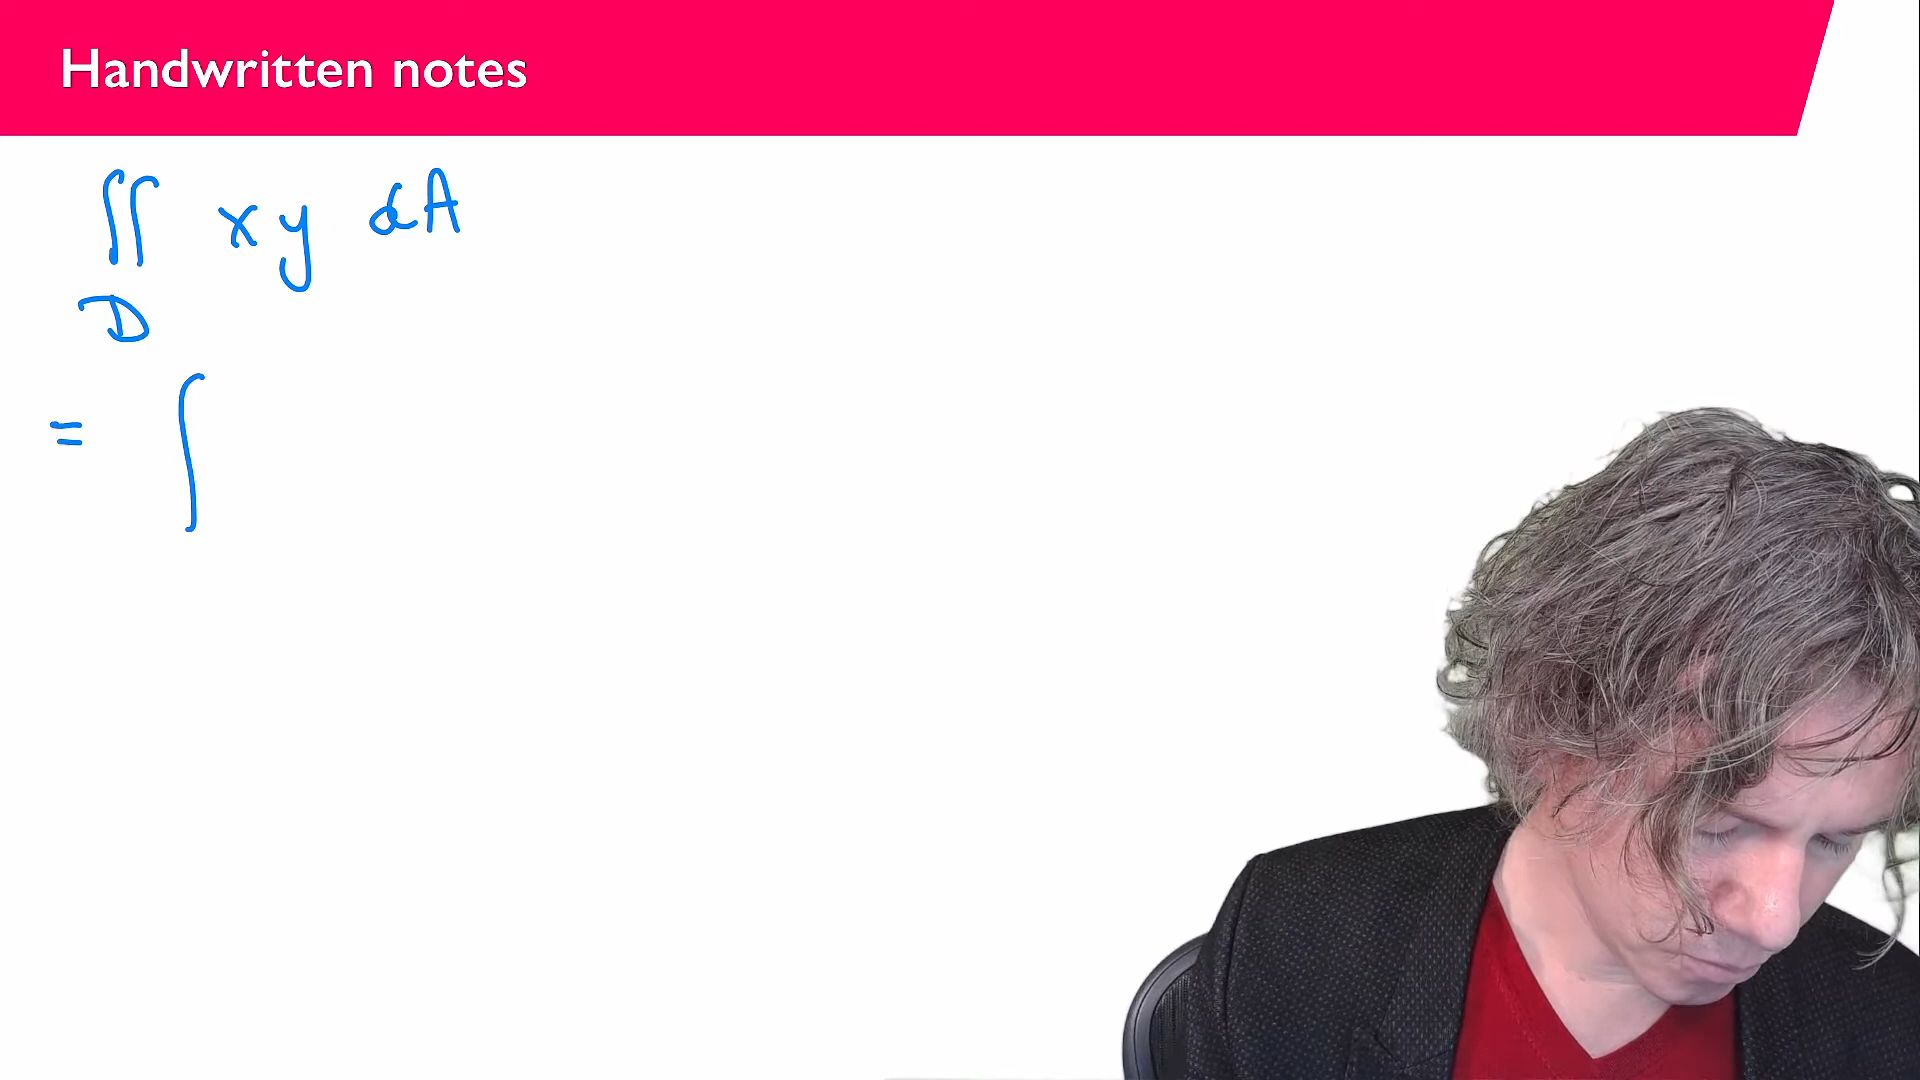 Handwritten notes
∬ xy dA
D
= ∫